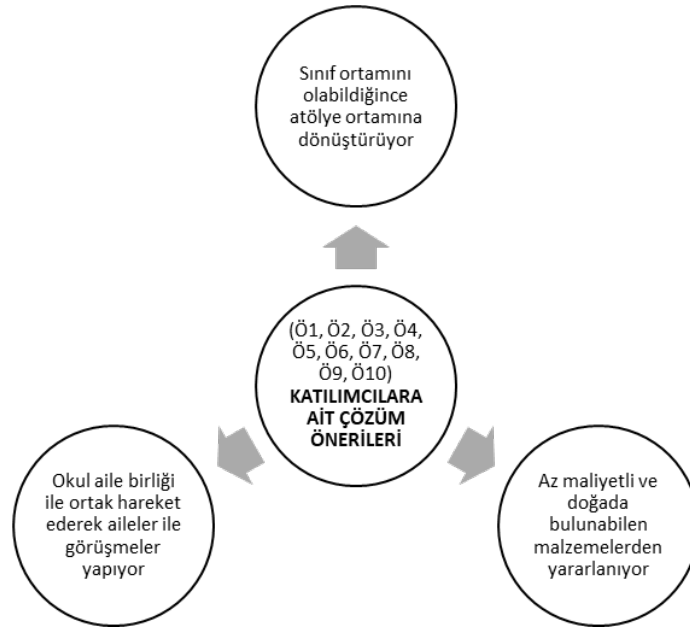 Sınıf ortamını
olabildiğince
atölye ortamına
dönüştürüyor
(Ö1, Ö2, Ö3, Ö4,
Ö5, Ö6, Ö7, Ö8,
Ö9, Ö10)
KATILIMCILARA
AİT ÇÖZÜM
ÖNERİLERİ
Okul aile birliği
ile ortak hareket
ederek aileler ile
görüşmeler
yapıyor
Az maliyetli ve
doğada
bulunabilen
malzemelerden
yararlanıyor